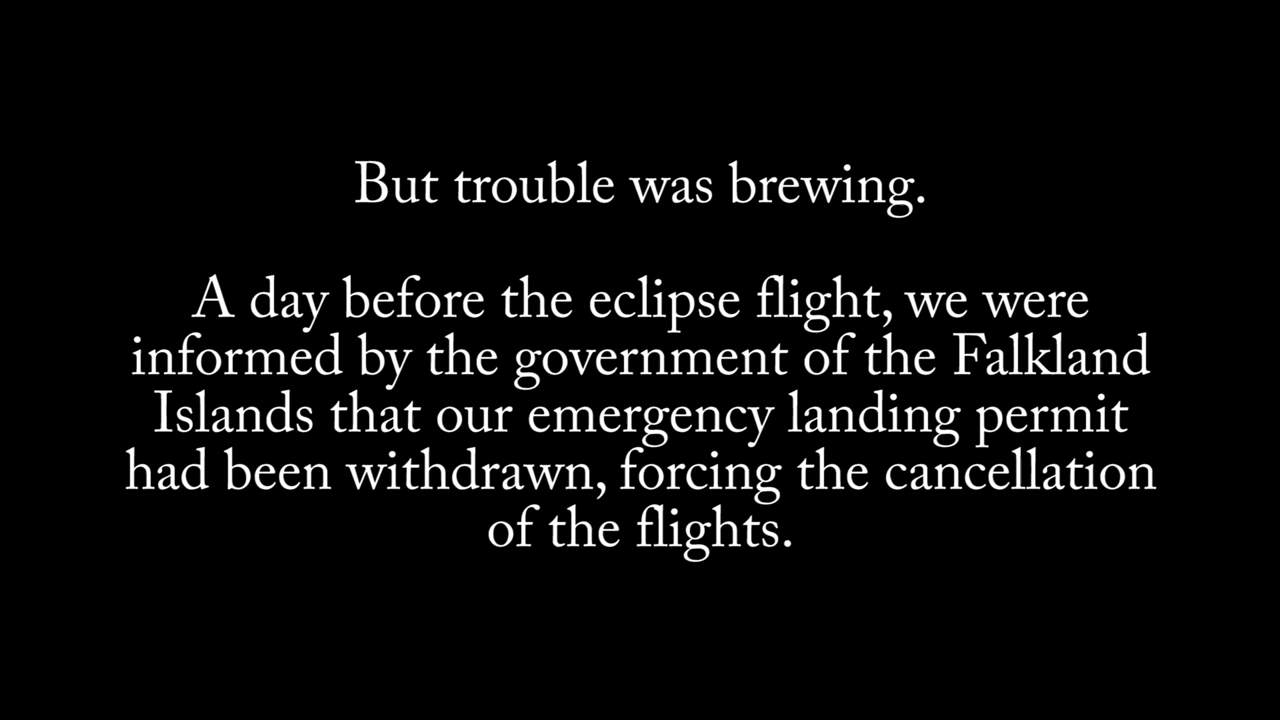 But trouble was brewing.
A day before the eclipse flight, we were
informed by the government of the Falkland
Islands that our emergency landing permit
had been withdrawn, forcing the cancellation
of the flights.